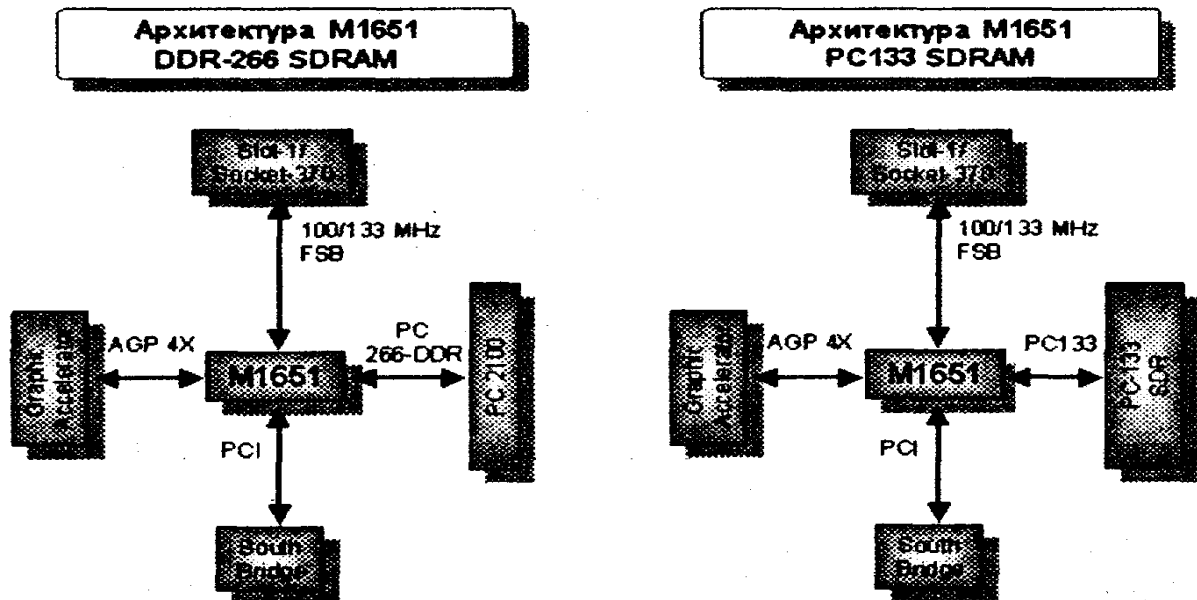 Архитектура M1651
DDR-266 SDRAM
Slot-1/
Socket-370
100/133 MHz
FSB
Graphic
Accelerator
AGP 4X
M1651
PC
266-DDR
PC 2100
PCI
South
Bridge
Архитектура M1651
PC133 SDRAM
Slot-1/
Socket-370
100/133 MHz
FSB
Graphic
Accelerator
AGP 4X
M1651
PC133
PC-133
SDR
PCI
South
Bridge